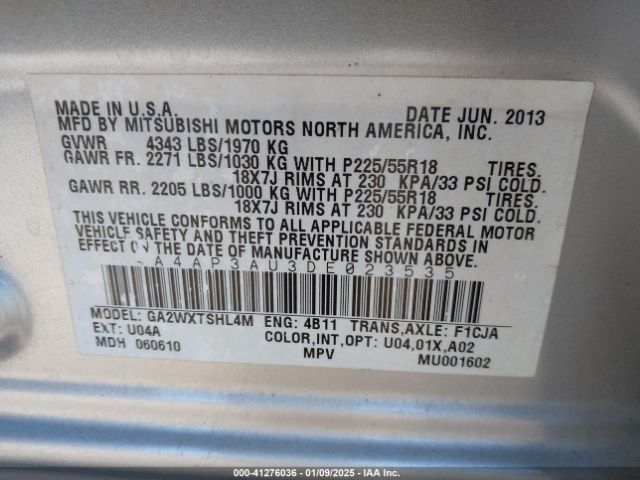 MADE IN U.S.A. DATE JUN. 2013
MFD BY MITSUBISHI MOTORS NORTH AMERICA, INC.
GVWR 4343 LBS/1970 KG
GAWR FR. 2271 LBS/1030 KG WITH P225/55R18 TIRES.
18X7J RIMS AT 230 KPA/33 PSI COLD.
GAWR RR. 2205 LBS/1000 KG WITH P225/55R18 TIRES.
18X7J RIMS AT 230 KPA/33 PSI COLD.
THIS VEHICLE CONFORMS TO ALL APPLICABLE FEDERAL MOTOR
VEHICLE SAFETY AND THEFT PREVENTION STANDARDS IN
EFFECT ON THE DATE OF MANUFACTURE SHOWN ABOVE.
A4AP3AU3DE023535
MODEL: GA2WXTSHL4M ENG: 4B11 TRANS,AXLE: F1CJA
EXT: U04A COLOR,INT,OPT: U04,01X,A02
MDH 060610 MPV MU001602
000-41276036 - 01/09/2025 - IAA Inc.